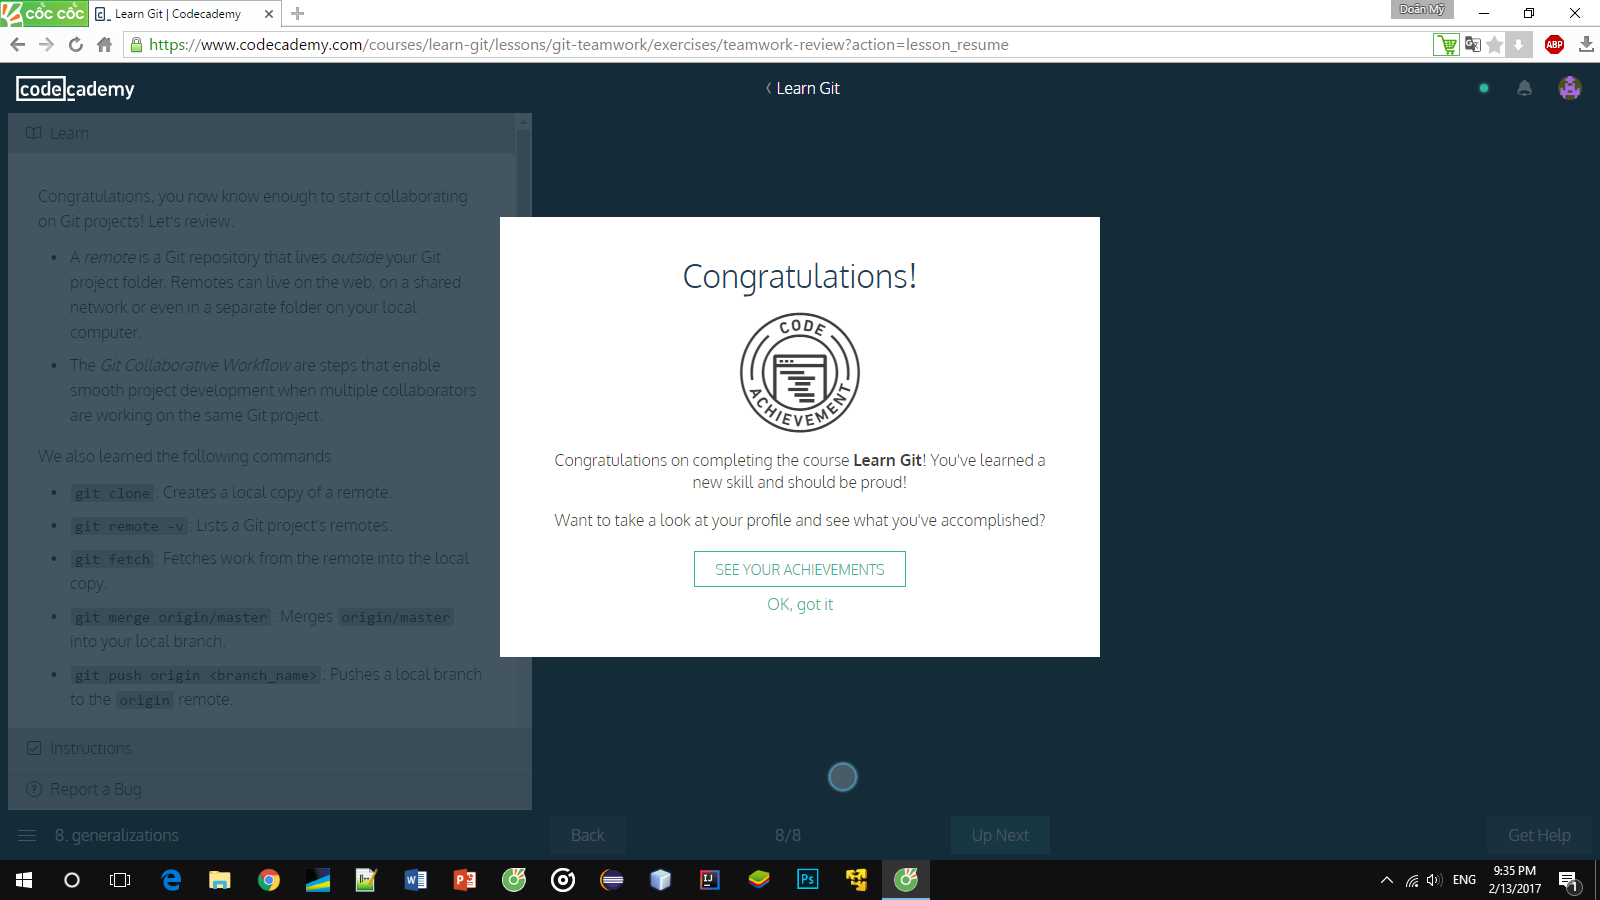 cốc cốc
Learn Git | Codecademy
Doãn Mỹ
https://www.codecademy.com/courses/learn-git/lessons/git-teamwork/exercises/teamwork-review?action=lesson_resume
ABP
codecademy
Learn Git
Learn
Congratulations, you now know enough to start collaborating
on Git projects! Let's review.
• A remote is a Git repository that lives outside your Git
project folder. Remotes can live on the web, on a shared
network or even in a separate folder on your local
computer.
• The Git Collaborative Workflow are steps that enable
smooth project development when multiple collaborators
are working on the same Git project.
We also learned the following commands
• git clone: Creates a local copy of a remote.
• git remote -v: Lists a Git project's remotes.
• git fetch: Fetches work from the remote into the local
copy.
• git merge origin/master: Merges origin/master
into your local branch.
• git push origin <branch_name>: Pushes a local branch
to the origin remote.
Instructions
Report a Bug
Congratulations!
CODE
ACHIEVEMENT
Congratulations on completing the course Learn Git! You've learned a
new skill and should be proud!
Want to take a look at your profile and see what you've accomplished?
SEE YOUR ACHIEVEMENTS
OK, got it
8. generalizations
Back
8/8
Up Next
Get Help
ENG
9:35 PM
2/13/2017
1